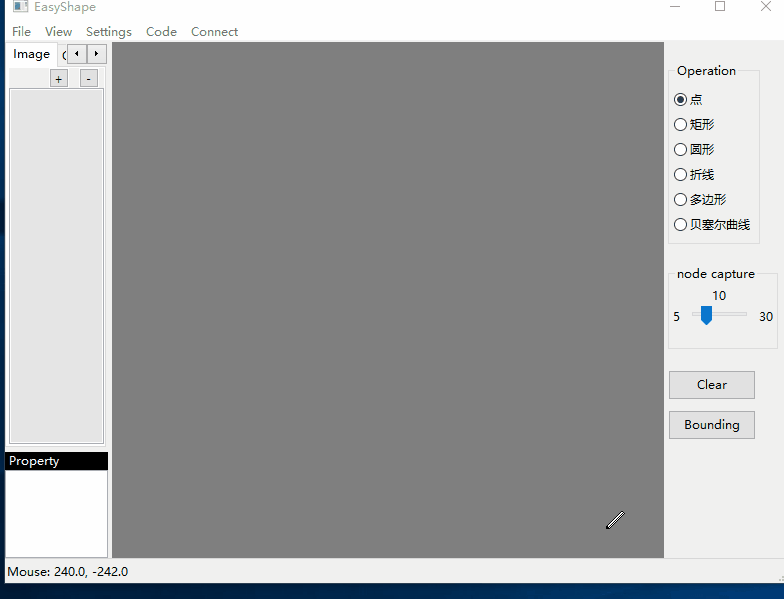 EasyShape
File View Settings Code Connect
Image
+ -
Property
Operation
点
矩形
圆形
折线
多边形
贝塞尔曲线
node capture
10
5 30
Clear
Bounding
Mouse: 240.0, -242.0